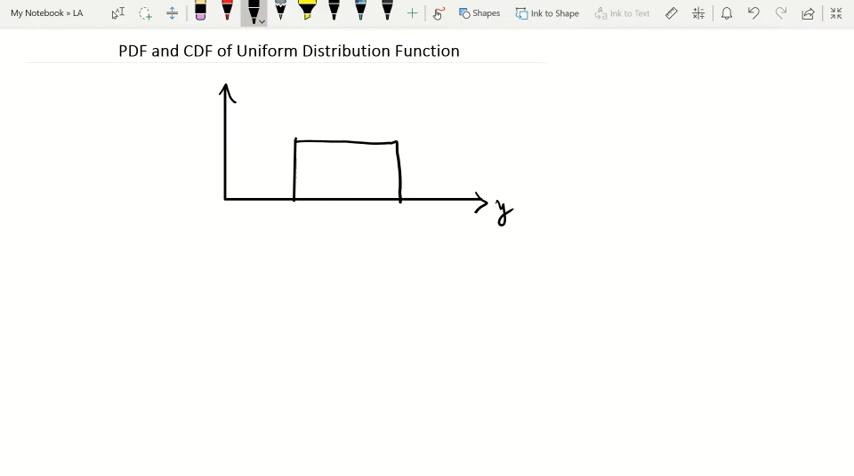 My Notebook » LA
Shapes
Ink to Shape
Ink to Text
PDF and CDF of Uniform Distribution Function
y